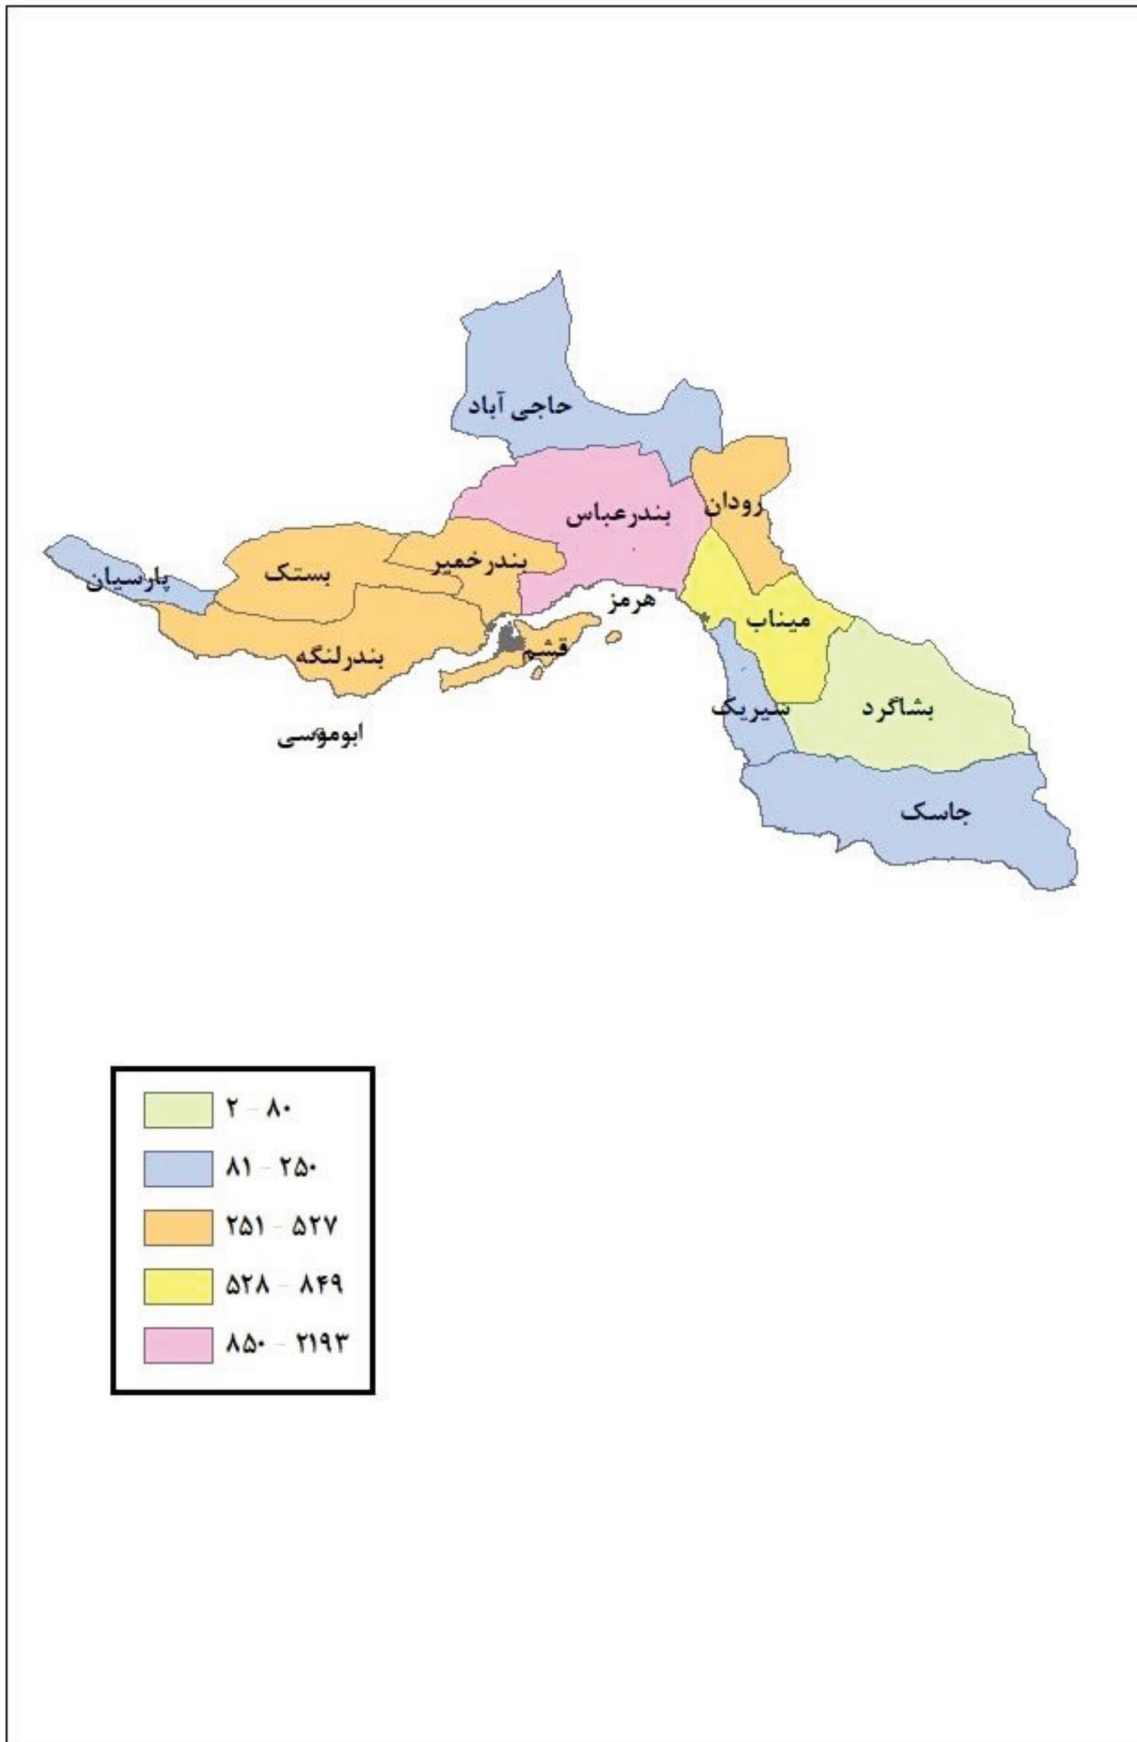 حاجی آباد
رودان
بندرعباس
بندرخمیر
بستک
پارسیان
هرمز
میناب
قشم
بندرلنگه
شیریک
بشاگرد
ابوموسی
جاسک
۲ - ۸۰
۸۱ - ۲۵۰
۲۵۱ - ۵۲۷
۵۲۸ - ۸۴۹
۸۵۰ - ۲۱۹۳